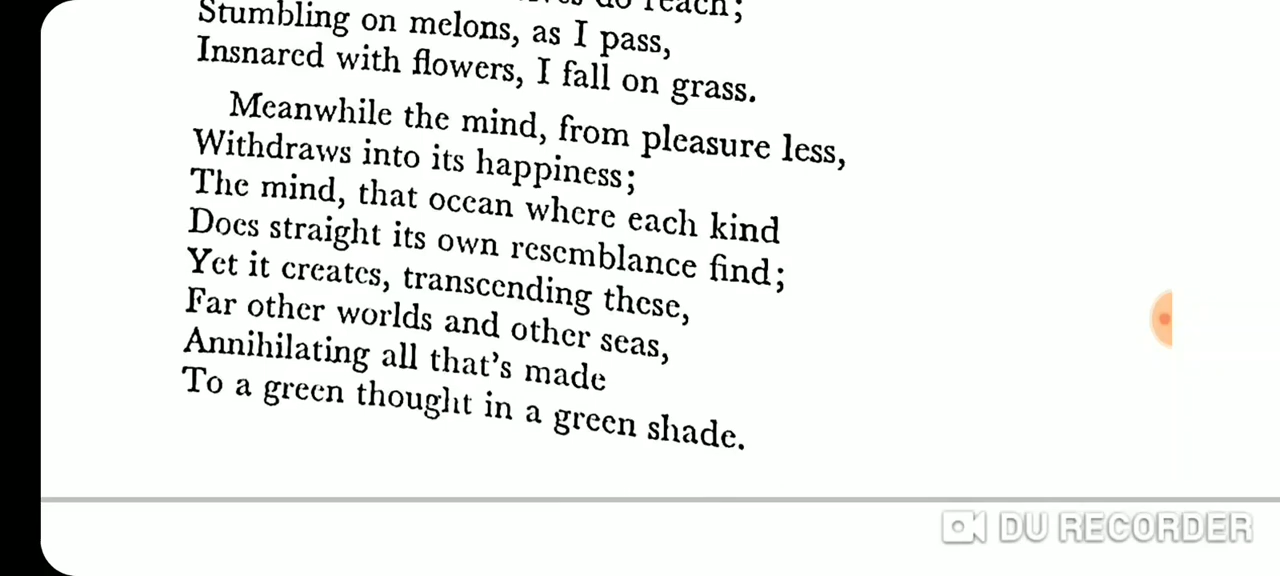 do reach;
Stumbling on melons, as I pass,
Insnared with flowers, I fall on grass.
Meanwhile the mind, from pleasure less,
Withdraws into its happiness;
The mind, that ocean where each kind
Does straight its own resemblance find;
Yet it creates, transcending these,
Far other worlds and other seas,
Annihilating all that's made
To a green thought in a green shade.
DU RECORDER